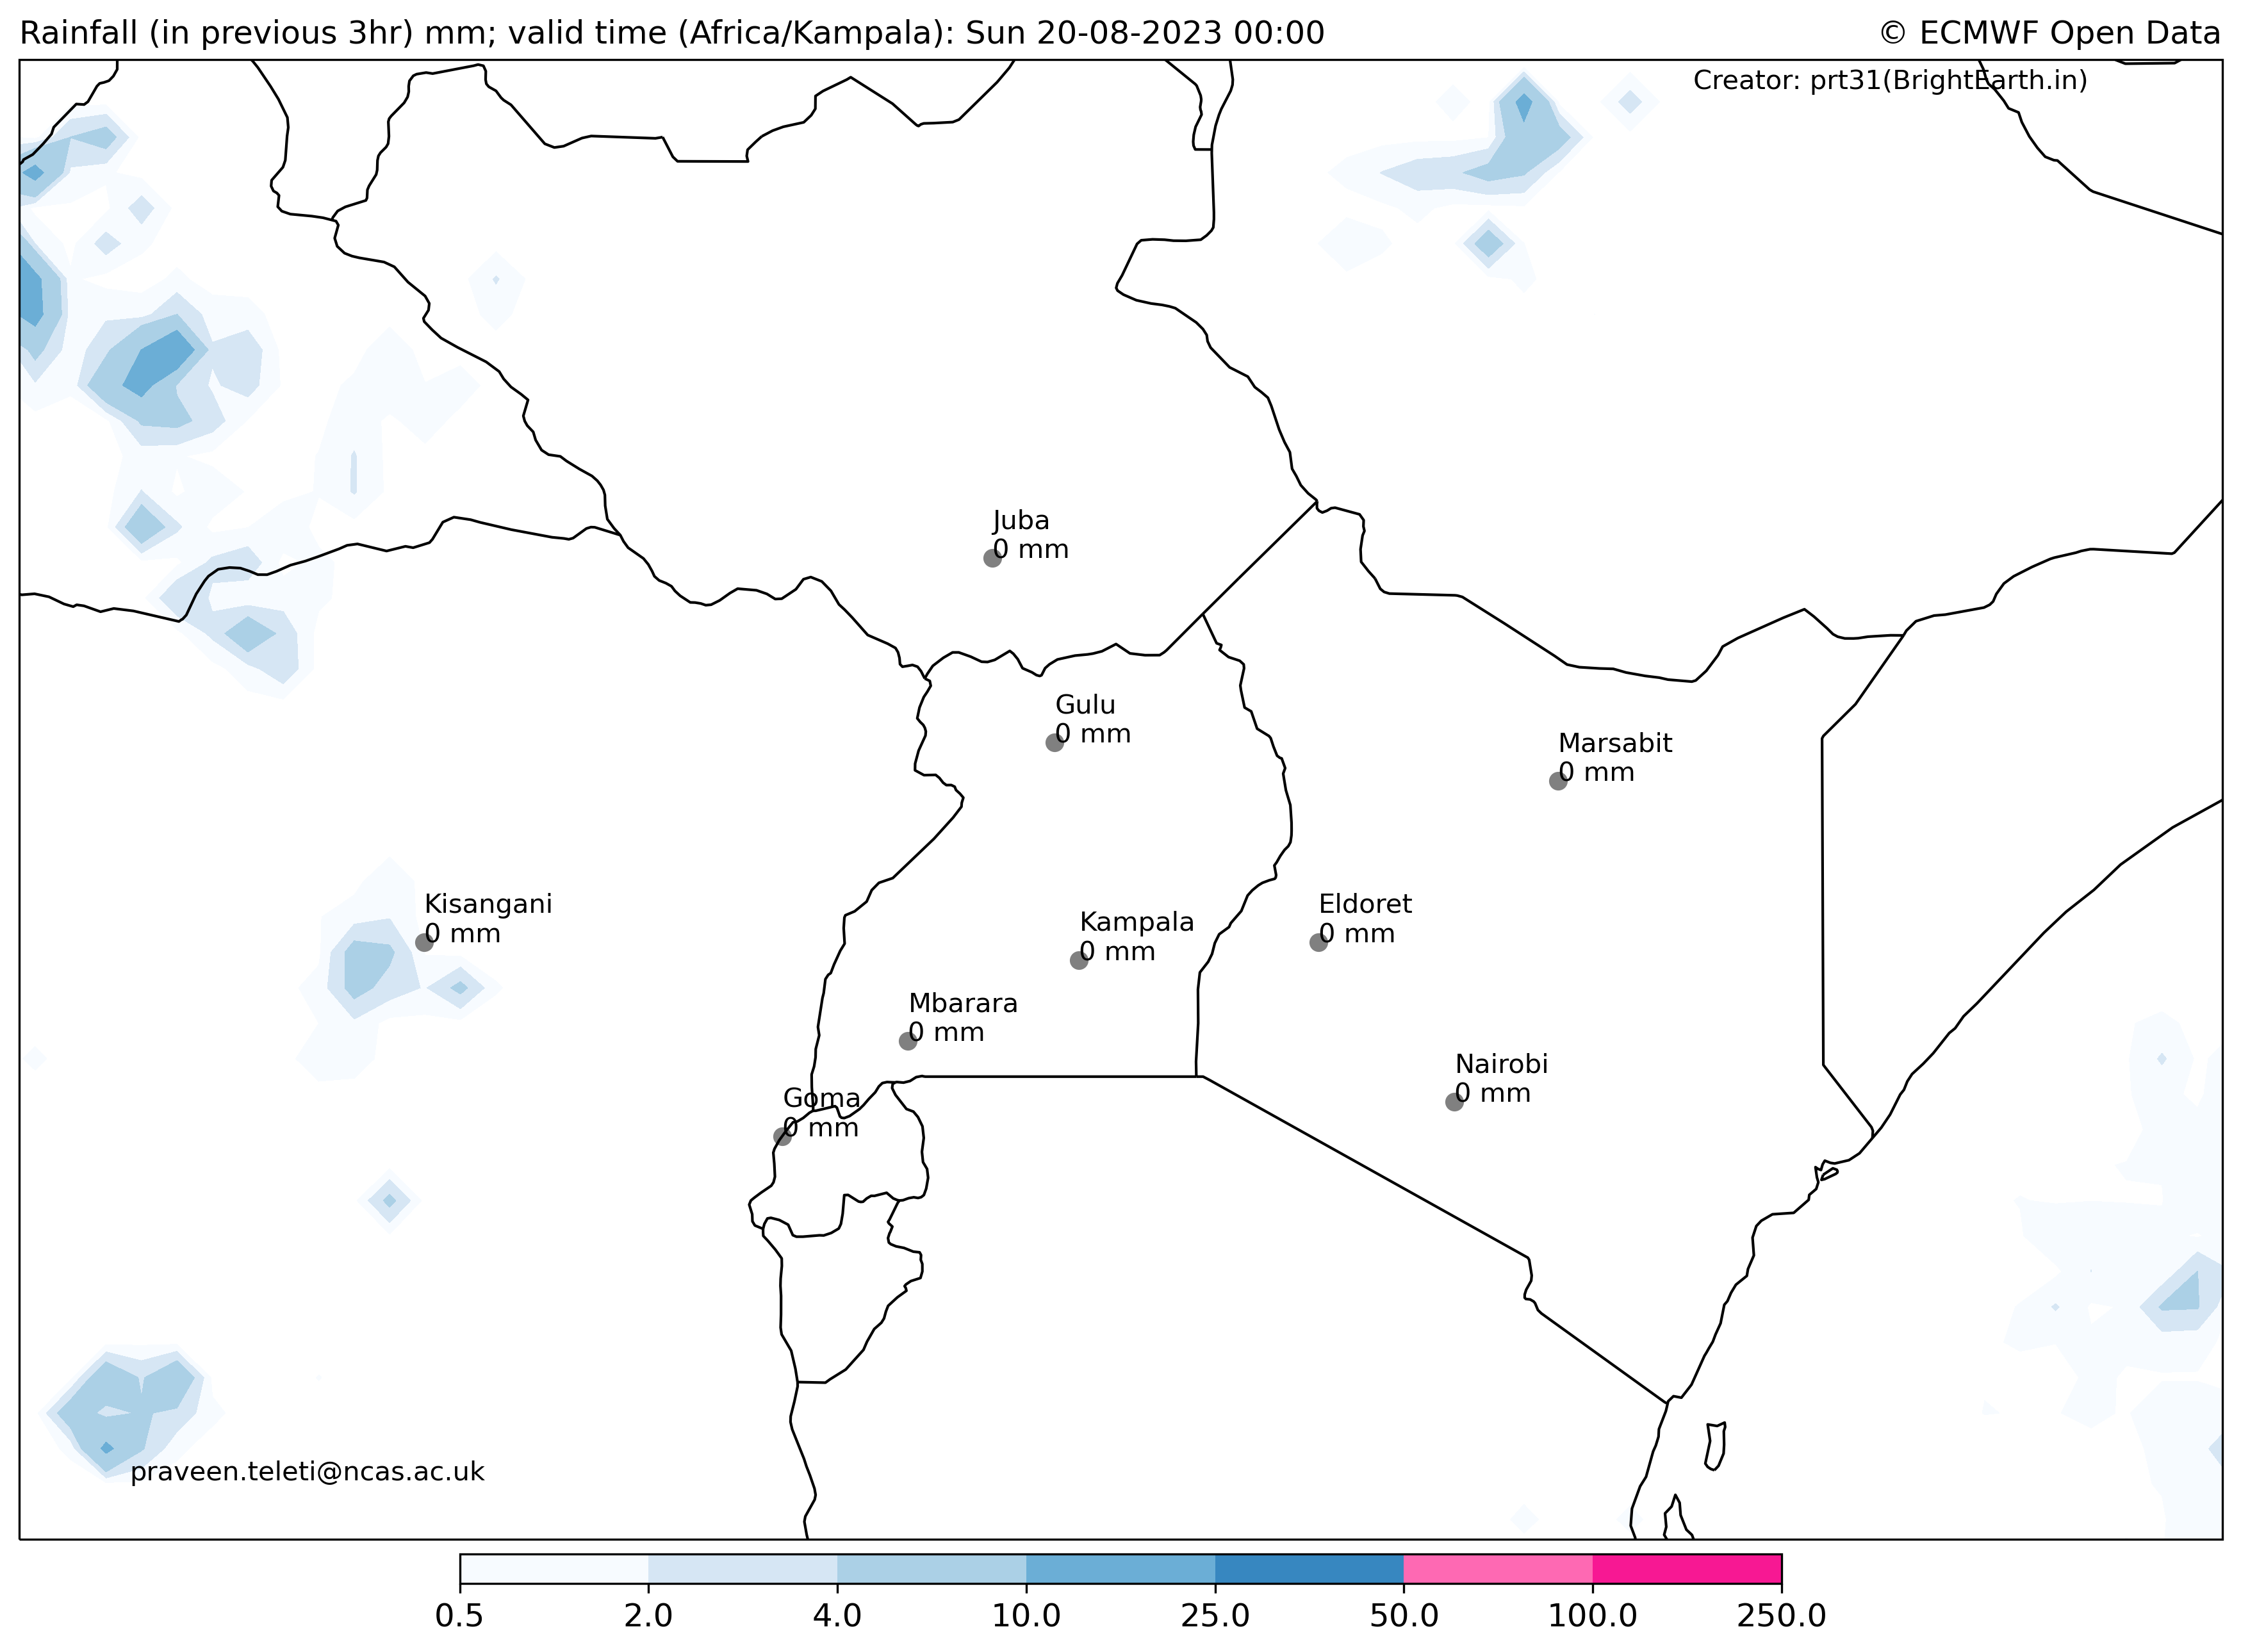 Rainfall (in previous 3hr) mm; valid time (Africa/Kampala): Sun 20-08-2023 00:00
© ECMWF Open Data
Creator: prt31(BrightEarth.in)
Juba
0 mm
Gulu
0 mm
Marsabit
0 mm
Kisangani
0 mm
Kampala
0 mm
Eldoret
0 mm
Mbarara
0 mm
Nairobi
0 mm
Goma
0 mm
praveen.teleti@ncas.ac.uk
0.5 2.0 4.0 10.0 25.0 50.0 100.0 250.0